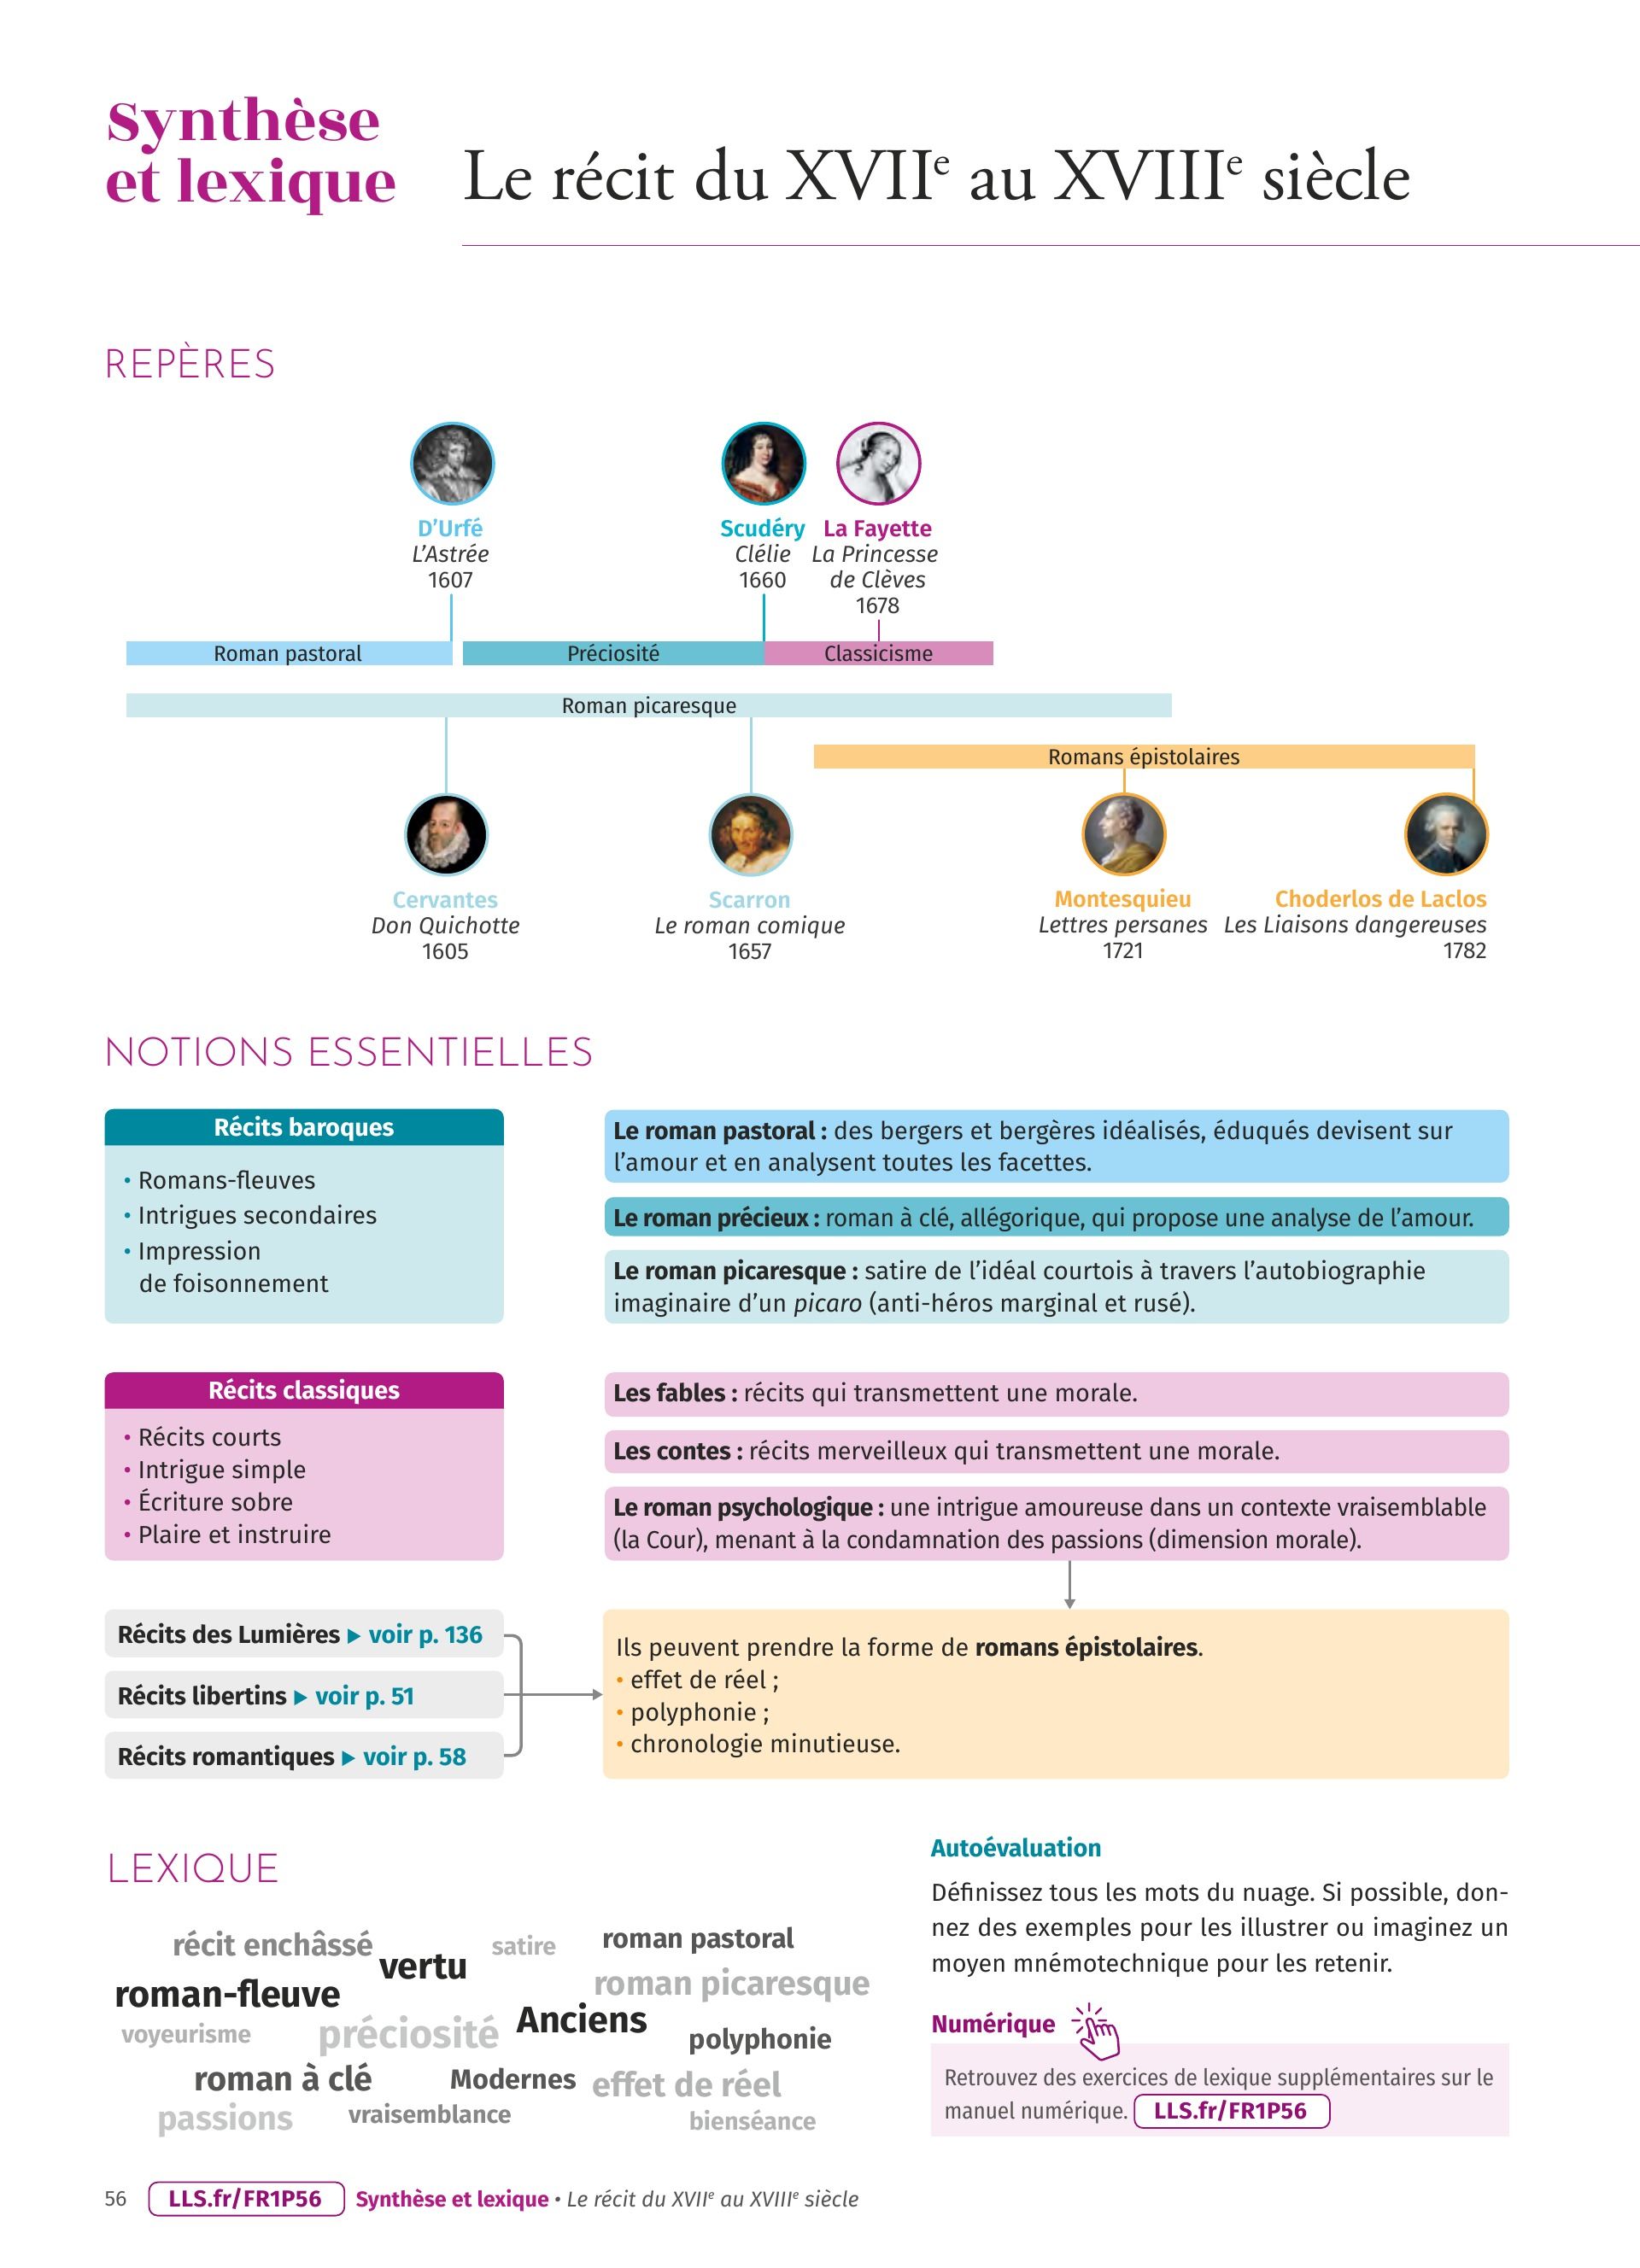 Synthèse
et lexique
Le récit du XVIIe au XVIIIe siècle
REPÈRES
D’Urfé
L’Astrée
1607
Scudéry
Clélie
1660
La Fayette
La Princesse
de Clèves
1678
Roman pastoral
Préciosité
Classicisme
Roman picaresque
Romans épistolaires
Cervantes
Don Quichotte
1605
Scarron
Le roman comique
1657
Montesquieu
Lettres persanes
1721
Choderlos de Laclos
Les Liaisons dangereuses
1782
NOTIONS ESSENTIELLES
Récits baroques
• Romans-fleuves
• Intrigues secondaires
• Impression
de foisonnement
Le roman pastoral : des bergers et bergères idéalisés, éduqués devisent sur
l’amour et en analysent toutes les facettes.
Le roman précieux : roman à clé, allégorique, qui propose une analyse de l’amour.
Le roman picaresque : satire de l’idéal courtois à travers l’autobiographie
imaginaire d’un picaro (anti-héros marginal et rusé).
Récits classiques
• Récits courts
• Intrigue simple
• Écriture sobre
• Plaire et instruire
Les fables : récits qui transmettent une morale.
Les contes : récits merveilleux qui transmettent une morale.
Le roman psychologique : une intrigue amoureuse dans un contexte vraisemblable
(la Cour), menant à la condamnation des passions (dimension morale).
Récits des Lumières ▶ voir p. 136
Récits libertins ▶ voir p. 51
Récits romantiques ▶ voir p. 58
Ils peuvent prendre la forme de romans épistolaires.
• effet de réel ;
• polyphonie ;
• chronologie minutieuse.
LEXIQUE
récit enchâssé
vertu
satire
roman pastoral
roman-fleuve
roman picaresque
voyeurisme
préciosité
Anciens
polyphonie
roman à clé
Modernes
effet de réel
passions
vraisemblance
bienséance
Autoévaluation
Définissez tous les mots du nuage. Si possible, don-
nez des exemples pour les illustrer ou imaginez un
moyen mnémotechnique pour les retenir.
Numérique
Retrouvez des exercices de lexique supplémentaires sur le
manuel numérique. LLS.fr/FR1P56
56 LLS.fr/FR1P56 Synthèse et lexique • Le récit du XVIIe au XVIIIe siècle